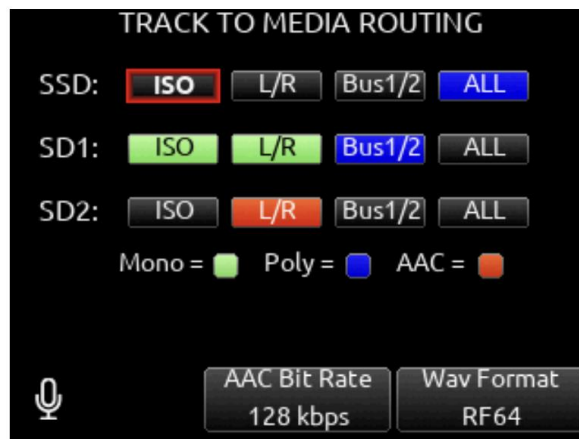 TRACK TO MEDIA ROUTING
SSD: ISO L/R Bus1/2 ALL
SD1: ISO L/R Bus1/2 ALL
SD2: ISO L/R Bus1/2 ALL
Mono = Poly = AAC =
AAC Bit Rate Wav Format
128 kbps RF64